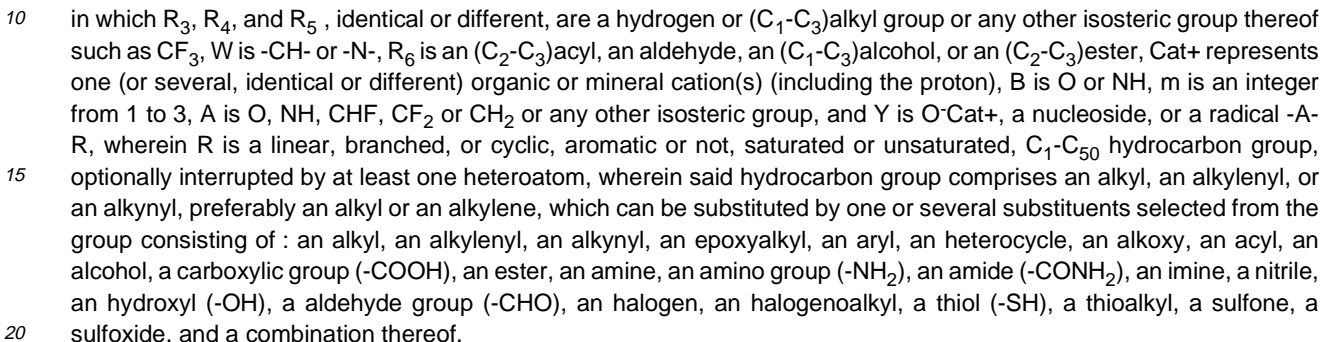 10 in which R3, R4, and R5 , identical or different, are a hydrogen or (C1-C3)alkyl group or any other isosteric group thereof
such as CF3, W is -CH- or -N-, R6 is an (C2-C3)acyl, an aldehyde, an (C1-C3)alcohol, or an (C2-C3)ester, Cat+ represents
one (or several, identical or different) organic or mineral cation(s) (including the proton), B is O or NH, m is an integer
from 1 to 3, A is O, NH, CHF, CF2 or CH2 or any other isosteric group, and Y is O-Cat+, a nucleoside, or a radical -A-
R, wherein R is a linear, branched, or cyclic, aromatic or not, saturated or unsaturated, C1-C50 hydrocarbon group,
15 optionally interrupted by at least one heteroatom, wherein said hydrocarbon group comprises an alkyl, an alkylenyl, or
an alkynyl, preferably an alkyl or an alkylene, which can be substituted by one or several substituents selected from the
group consisting of : an alkyl, an alkylenyl, an alkynyl, an epoxyalkyl, an aryl, an heterocycle, an alkoxy, an acyl, an
alcohol, a carboxylic group (-COOH), an ester, an amine, an amino group (-NH2), an amide (-CONH2), an imine, a nitrile,
an hydroxyl (-OH), a aldehyde group (-CHO), an halogen, an halogenoalkyl, a thiol (-SH), a thioalkyl, a sulfone, a
20 sulfoxide, and a combination thereof.